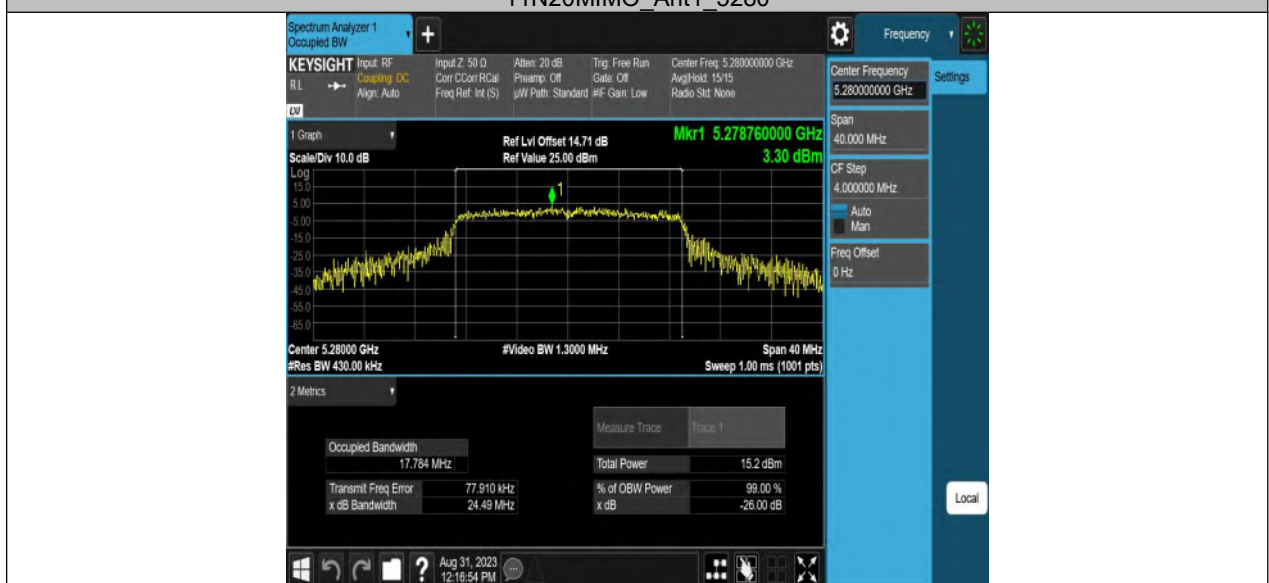 11N20MIMO_Ant1_5280
Spectrum Analyzer 1
Occupied BW
+
Frequency
KEYSIGHT
RL
LXI
Input: RF
Coupling: DC
Align: Auto
Input Z: 50 Ω
Corr CCorr RCal
Freq Ref: Int (S)
Atten: 20 dB
Preamp: Off
µW Path: Standard
Trig: Free Run
Gate: Off
#IF Gain: Low
Center Freq: 5.280000000 GHz
Avg|Hold: 15/15
Radio Std: None
Center Frequency
5.280000000 GHz
Settings
Span
40.000 MHz
CF Step
4.000000 MHz
Auto
Man
Freq Offset
0 Hz
Local
1 Graph
Scale/Div 10.0 dB
Ref Lvl Offset 14.71 dB
Ref Value 25.00 dBm
Mkr1 5.278760000 GHz
3.30 dBm
Log
15.0
5.00
-5.00
-15.0
-25.0
-35.0
-45.0
-55.0
-65.0
1
Center 5.28000 GHz
#Video BW 1.3000 MHz
Span 40 MHz
#Res BW 430.00 kHz
Sweep 1.00 ms (1001 pts)
2 Metrics
Measure Trace Trace 1
Occupied Bandwidth
17.784 MHz
Total Power 15.2 dBm
Transmit Freq Error 77.910 kHz
% of OBW Power 99.00 %
x dB Bandwidth 24.49 MHz
x dB -26.00 dB
?
Aug 31, 2023
12:16:54 PM